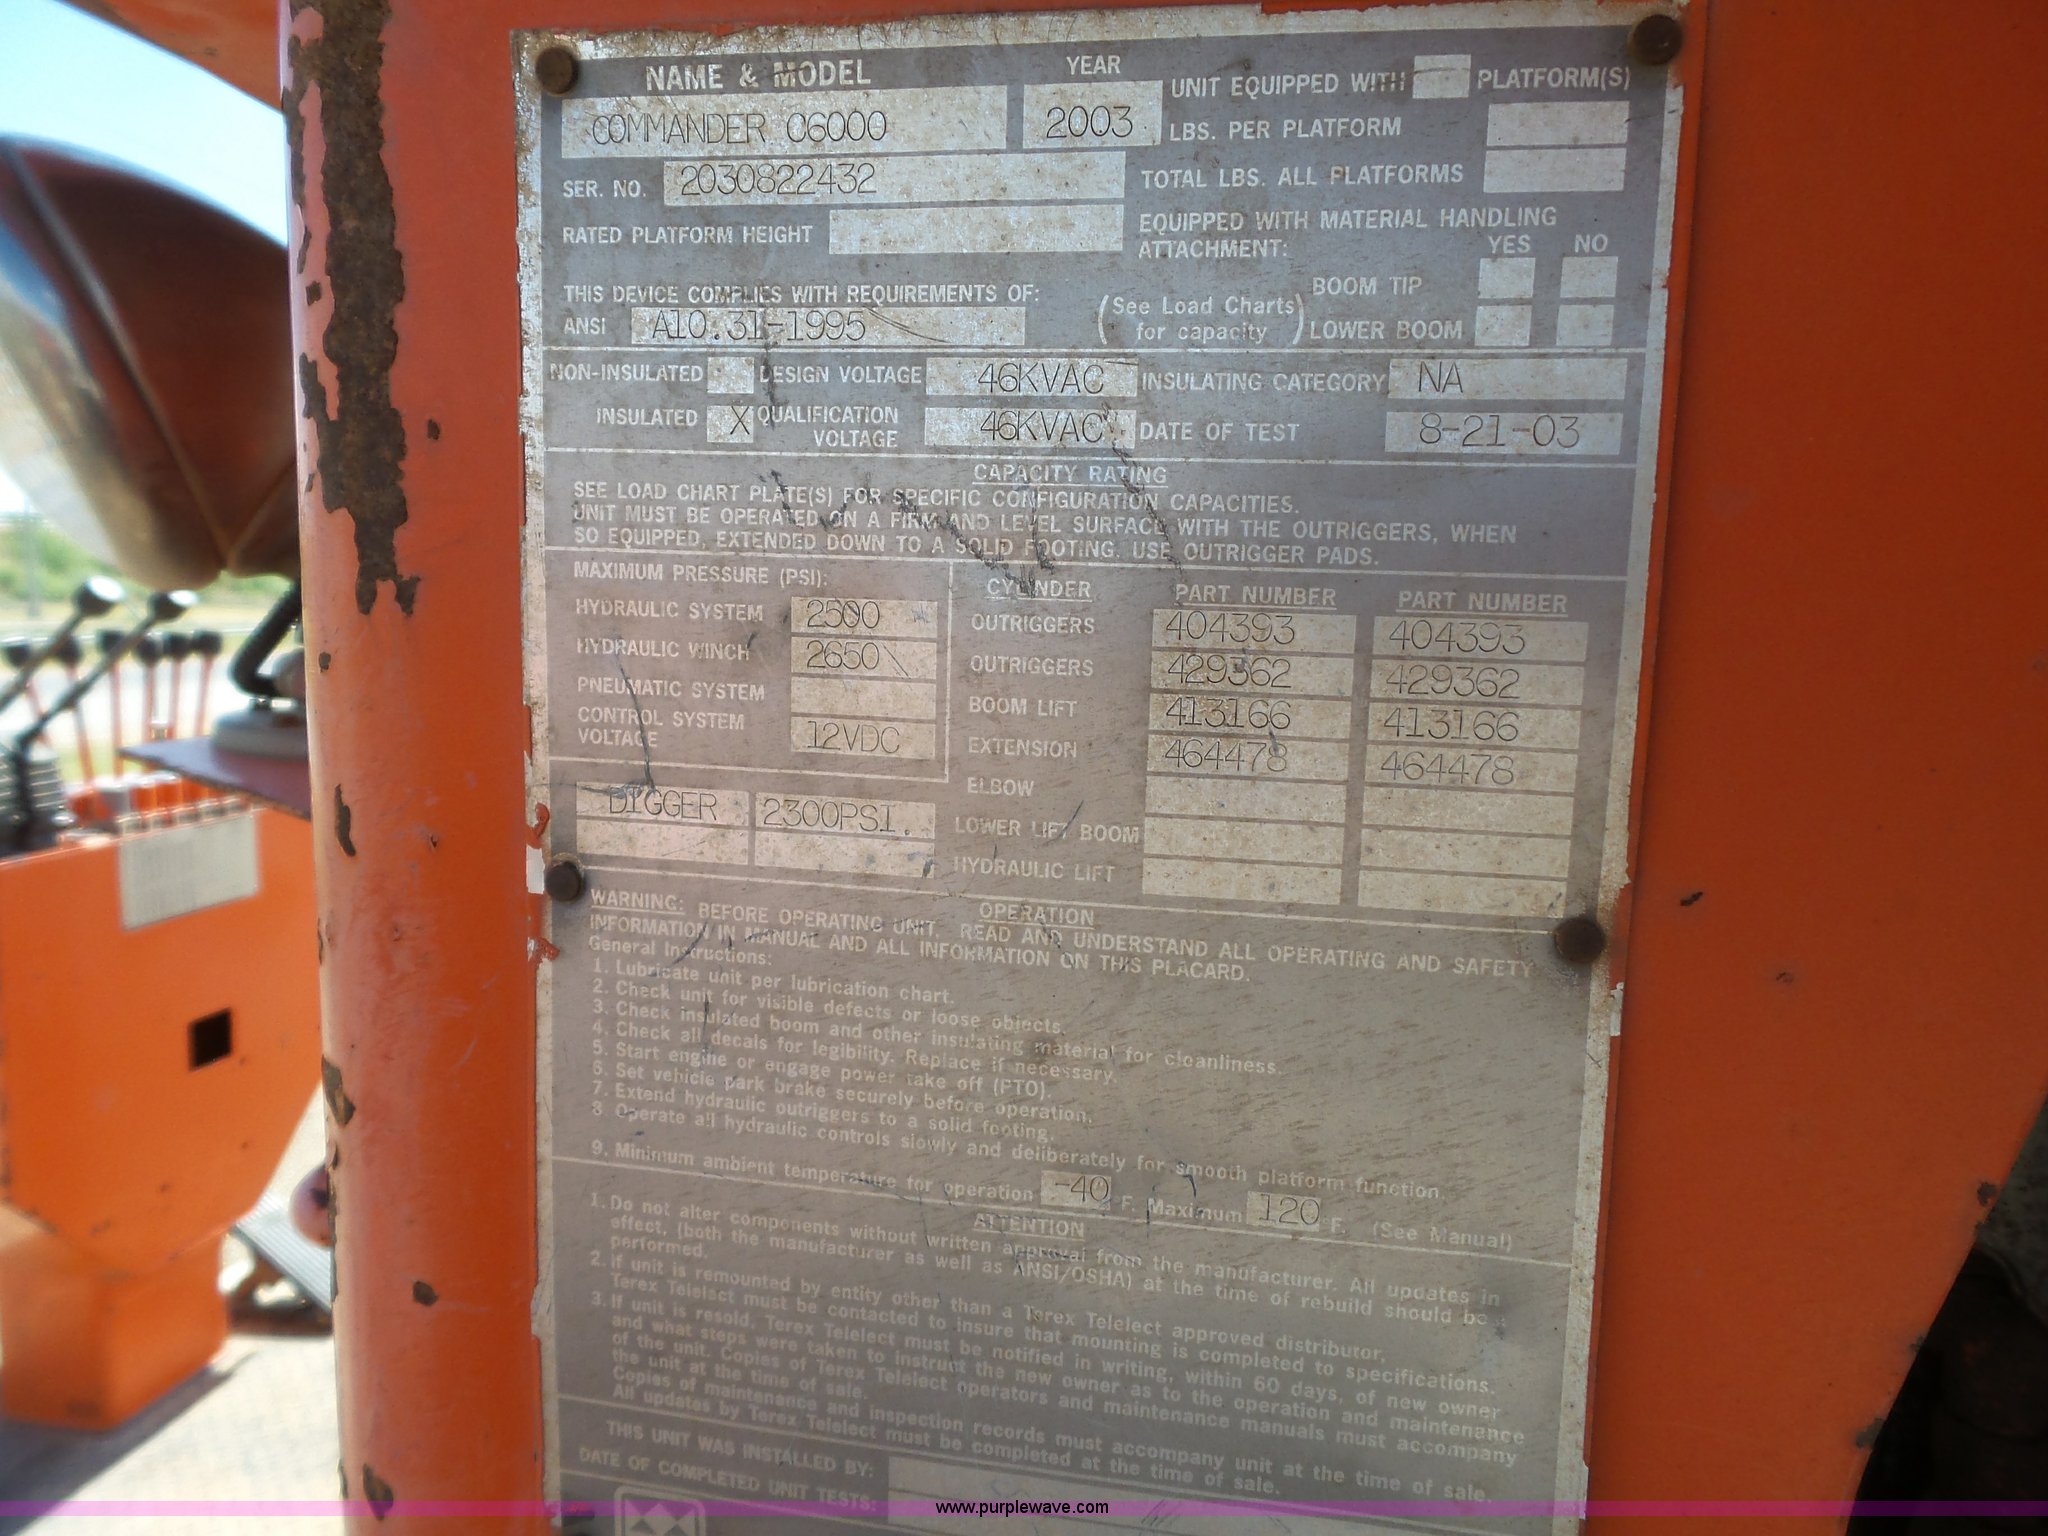 NAME & MODEL YEAR UNIT EQUIPPED WITH PLATFORM(S)
COMMANDER C6000 2003 LBS. PER PLATFORM
SER. NO. 2030822432 TOTAL LBS. ALL PLATFORMS
RATED PLATFORM HEIGHT EQUIPPED WITH MATERIAL HANDLING
ATTACHMENT: YES NO
THIS DEVICE COMPLIES WITH REQUIREMENTS OF: (See Load Charts BOOM TIP
ANSI A10.31-1995 for capacity) LOWER BOOM
NON-INSULATED DESIGN VOLTAGE 46KVAC INSULATING CATEGORY NA
INSULATED X QUALIFICATION VOLTAGE 46KVAC DATE OF TEST 8-21-03
CAPACITY RATING
SEE LOAD CHART PLATE(S) FOR SPECIFIC CONFIGURATION CAPACITIES.
UNIT MUST BE OPERATED ON A FIRM AND LEVEL SURFACE WITH THE OUTRIGGERS, WHEN
SO EQUIPPED, EXTENDED DOWN TO A SOLID FOOTING. USE OUTRIGGER PADS.
MAXIMUM PRESSURE (PSI):
HYDRAULIC SYSTEM 2500
HYDRAULIC WINCH 2650
PNEUMATIC SYSTEM
CONTROL SYSTEM
VOLTAGE 12VDC
DIGGER 2300PSI.
CYLINDER PART NUMBER PART NUMBER
OUTRIGGERS 404393 404393
OUTRIGGERS 429362 429362
BOOM LIFT 413166 413166
EXTENSION 464478 464478
ELBOW
LOWER LIFT BOOM
HYDRAULIC LIFT
OPERATION
WARNING: BEFORE OPERATING UNIT, READ AND UNDERSTAND ALL OPERATING AND SAFETY
INFORMATION IN MANUAL AND ALL INFORMATION ON THIS PLACARD.
General Instructions:
1. Lubricate unit per lubrication chart.
2. Check unit for visible defects or loose objects.
3. Check insulated boom and other insulating material for cleanliness.
4. Check all decals for legibility. Replace if necessary.
5. Start engine or engage power take off (PTO).
6. Set vehicle park brake securely before operation.
7. Extend hydraulic outriggers to a solid footing.
8. Operate all hydraulic controls slowly and deliberately for smooth platform function.
9. Minimum ambient temperature for operation -40 F. Maximum 120 F. (See Manual)
ATTENTION
1. Do not alter components without written approval from the manufacturer. All updates in
effect, (both the manufacturer as well as ANSI/OSHA) at the time of rebuild should be
performed.
2. If unit is remounted by entity other than a Terex Telelect approved distributor,
Terex Telelect must be contacted to insure that mounting is completed to specifications.
3. If unit is resold, Terex Telelect must be notified in writing, within 60 days, of new owner
and what steps were taken to instruct the new owner as to the operation and maintenance
of the unit. Copies of Terex Telelect operators and maintenance manuals must accompany
the unit at the time of sale.
Copies of maintenance and inspection records must accompany unit at the time of sale.
All updates by Terex Telelect must be completed at the time of sale.
THIS UNIT WAS INSTALLED BY:
DATE OF COMPLETED UNIT TESTS:
www.purplewave.com